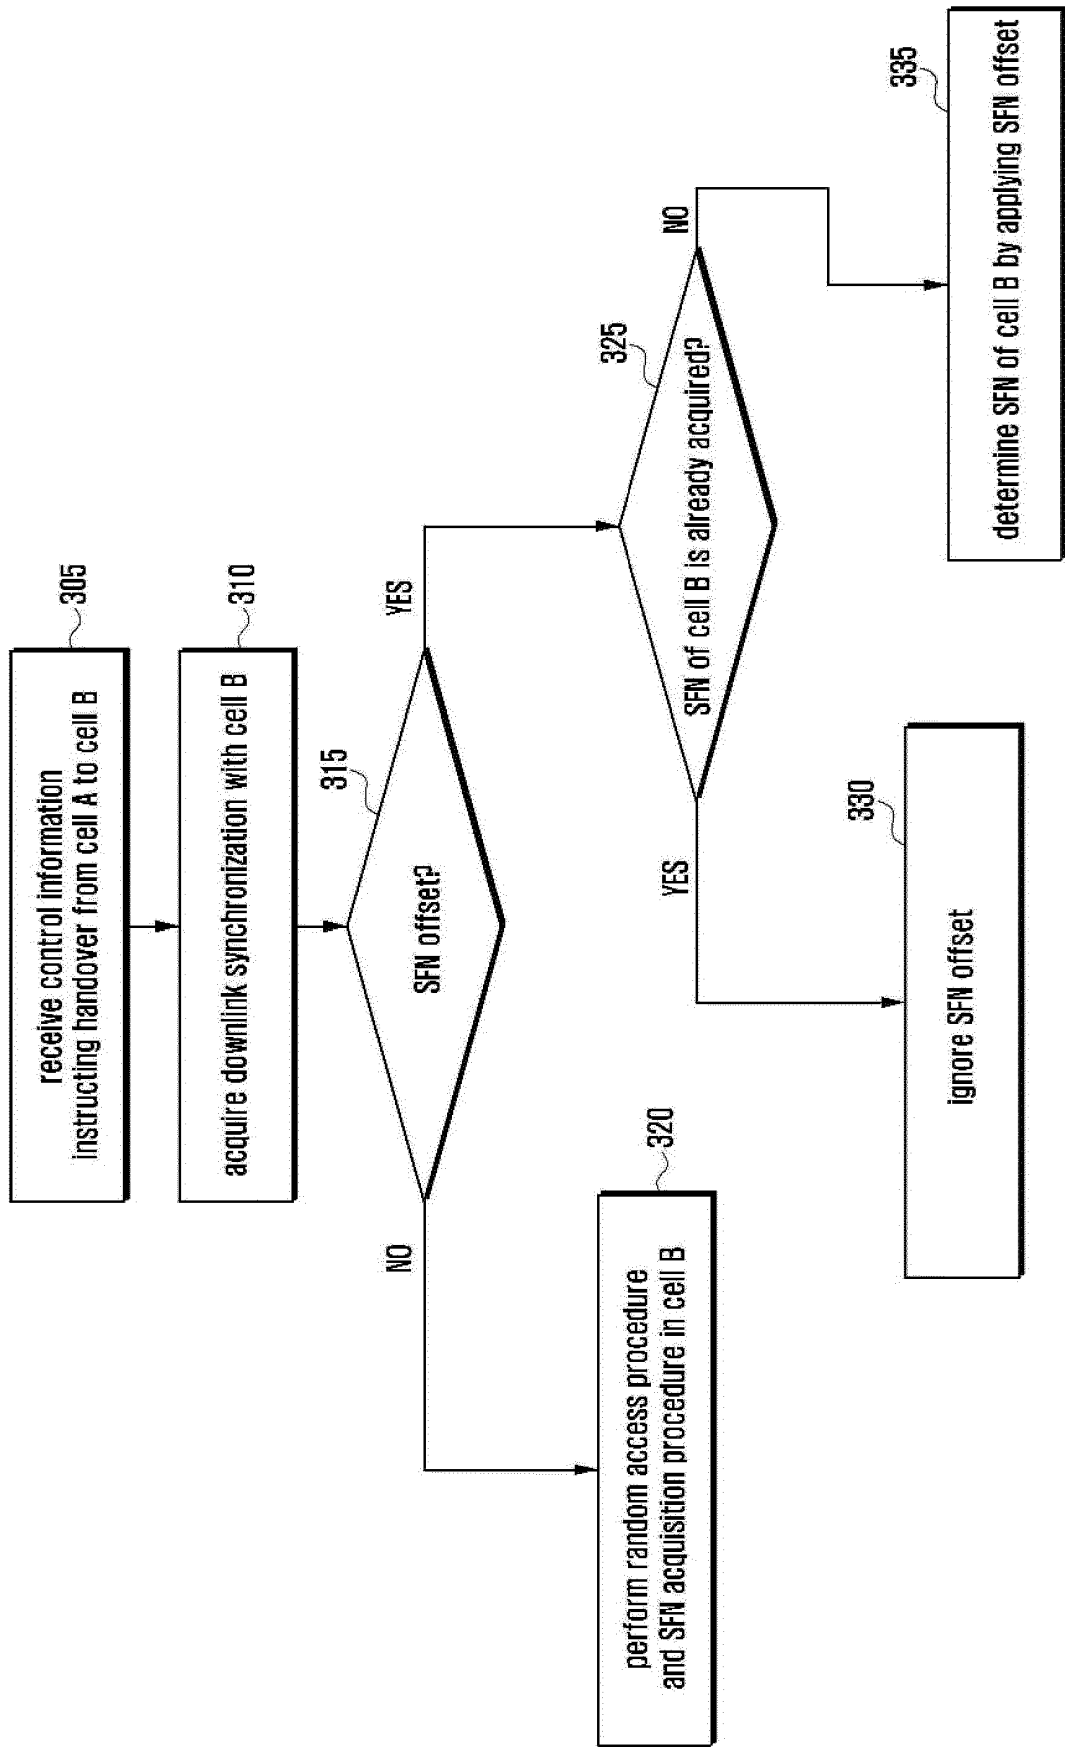 305
receive control information
instructing handover from cell A to cell B
310
acquire downlink synchronization with cell B
315
SFN offset?
NO
YES
320
perform random access procedure
and SFN acquisition procedure in cell B
325
SFN of cell B is already acquired?
YES
NO
330
ignore SFN offset
335
determine SFN of cell B by applying SFN offset